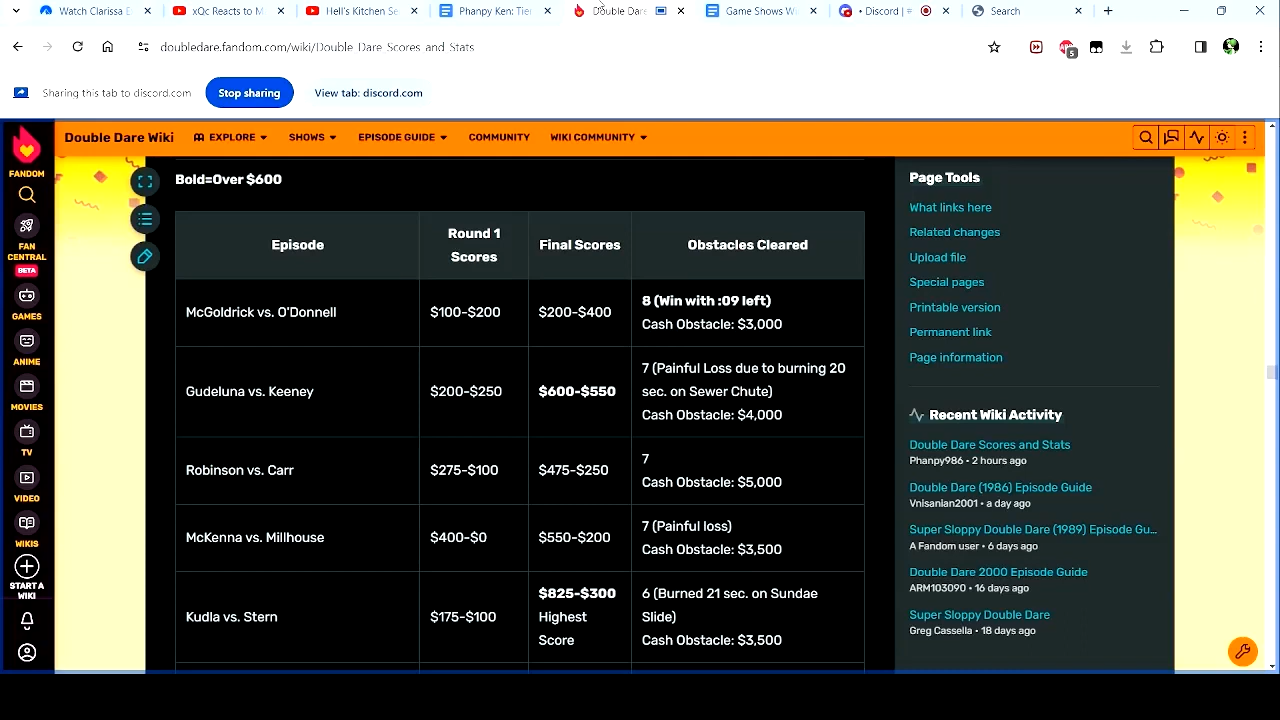 Watch Clarissa E
xQc Reacts to M
Hell's Kitchen Se
Phanpy Ken: Tier
Double Dare
Game Shows Wi
• Discord | #
Search
doubledare.fandom.com/wiki/Double_Dare_Scores_and_Stats
5
Sharing this tab to discord.com
Stop sharing
View tab: discord.com
FANDOM
FAN CENTRAL
BETA
GAMES
ANIME
MOVIES
TV
VIDEO
WIKIS
START A WIKI
Double Dare Wiki
EXPLORE
SHOWS
EPISODE GUIDE
COMMUNITY
WIKI COMMUNITY
Bold=Over $600
Episode
Round 1
Scores
Final Scores
Obstacles Cleared
McGoldrick vs. O'Donnell
$100-$200
$200-$400
8 (Win with :09 left)
Cash Obstacle: $3,000
Gudeluna vs. Keeney
$200-$250
$600-$550
7 (Painful Loss due to burning 20
sec. on Sewer Chute)
Cash Obstacle: $4,000
Robinson vs. Carr
$275-$100
$475-$250
7
Cash Obstacle: $5,000
McKenna vs. Millhouse
$400-$0
$550-$200
7 (Painful loss)
Cash Obstacle: $3,500
Kudla vs. Stern
$175-$100
$825-$300
Highest
Score
6 (Burned 21 sec. on Sundae
Slide)
Cash Obstacle: $3,500
Page Tools
What links here
Related changes
Upload file
Special pages
Printable version
Permanent link
Page information
Recent Wiki Activity
Double Dare Scores and Stats
Phanpy986 • 2 hours ago
Double Dare (1986) Episode Guide
Vnisanian2001 • a day ago
Super Sloppy Double Dare (1989) Episode Gu...
A Fandom user • 6 days ago
Double Dare 2000 Episode Guide
ARM103090 • 16 days ago
Super Sloppy Double Dare
Greg Cassella • 18 days ago